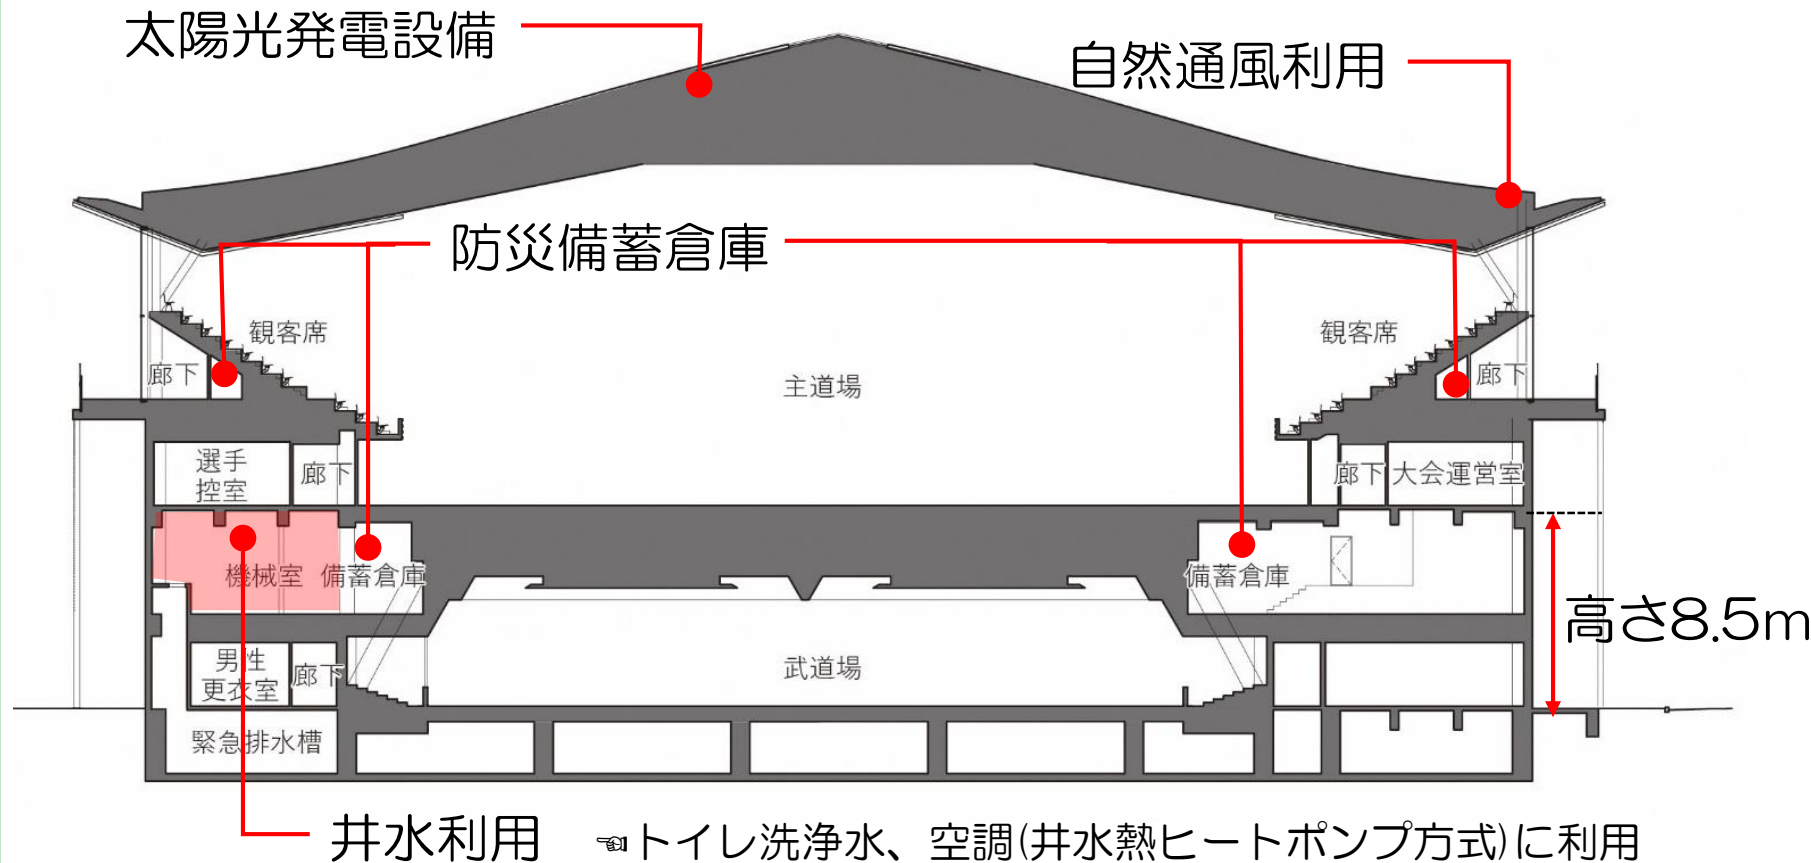 太陽光発電設備
自然通風利用
防災備蓄倉庫
観客席
観客席
廊下
主道場
廊下
選手
控室
廊下
廊下
大会運営室
機械室
備蓄倉庫
備蓄倉庫
高さ8.5m
男性
更衣室
廊下
武道場
緊急排水槽
井水利用
☜トイレ洗浄水、空調(井水熱ヒートポンプ方式)に利用